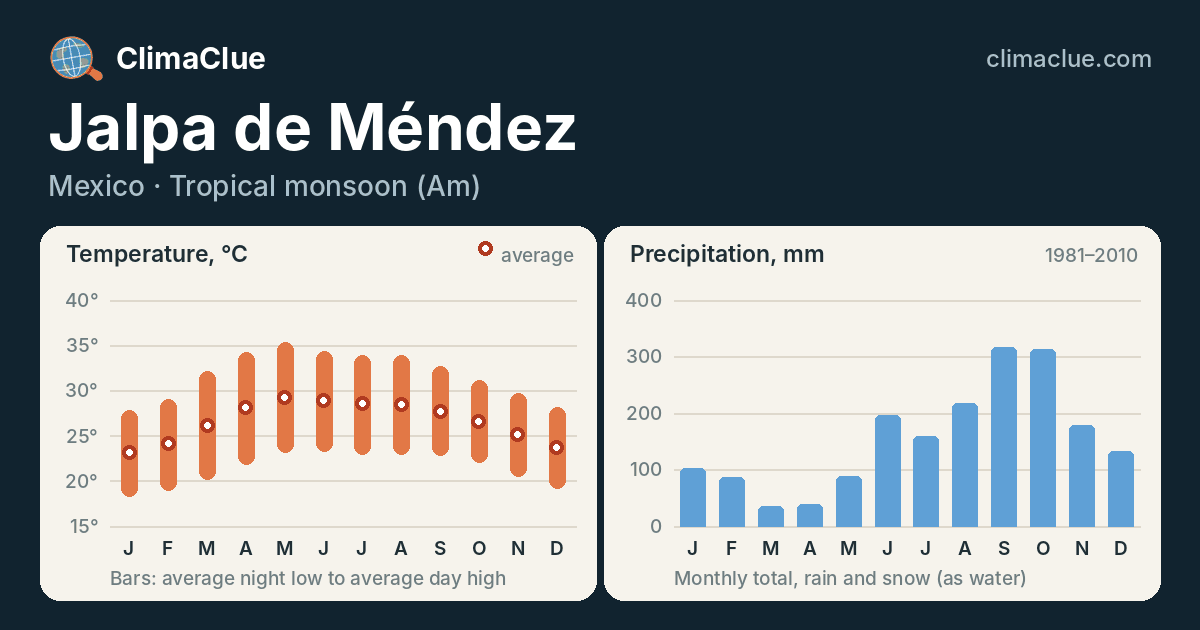 ClimaClue
climaclue.com
Jalpa de Méndez
Mexico · Tropical monsoon (Am)
Temperature, °C
average
40°
35°
30°
25°
20°
15°
J F M A M J J A S O N D
Bars: average night low to average day high
Precipitation, mm
1981–2010
400
300
200
100
0
J F M A M J J A S O N D
Monthly total, rain and snow (as water)